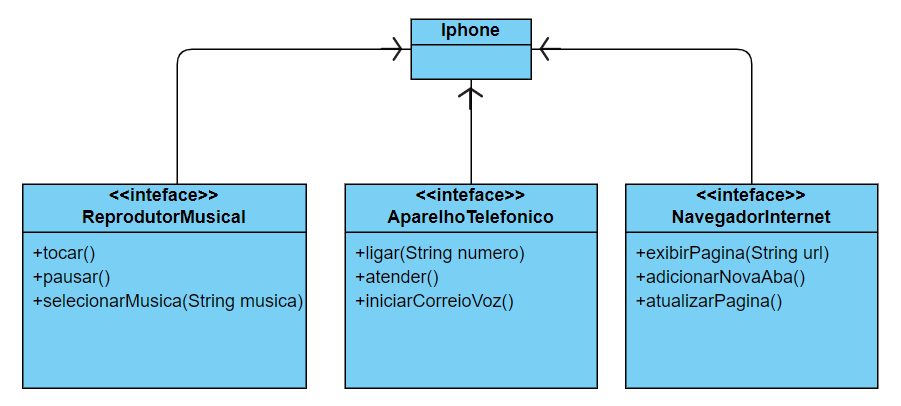 Iphone
<<inteface>>
ReprodutorMusical
+tocar()
+pausar()
+selecionarMusica(String musica)
<<inteface>>
AparelhoTelefonico
+ligar(String numero)
+atender()
+iniciarCorreioVoz()
<<inteface>>
NavegadorInternet
+exibirPagina(String url)
+adicionarNovaAba()
+atualizarPagina()